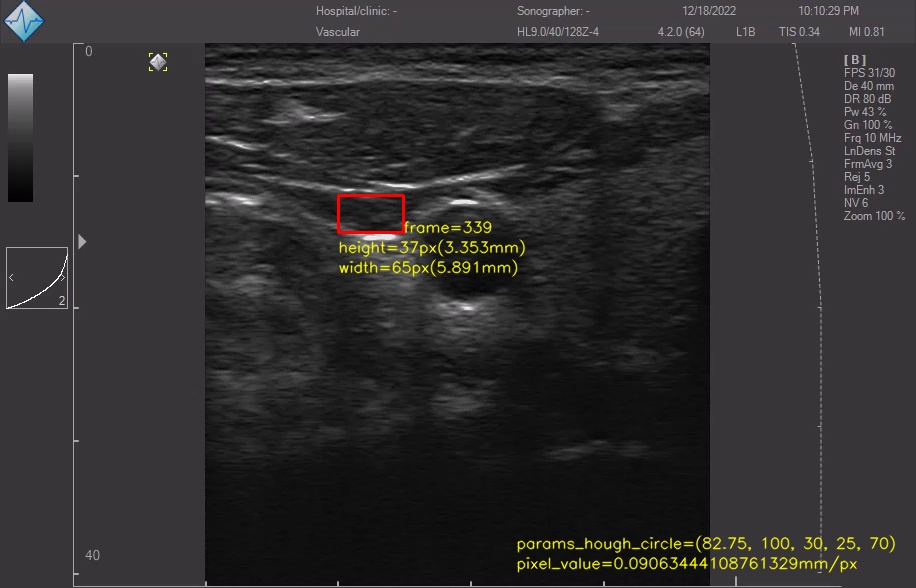 Hospital/clinic: - Sonographer: - 12/18/2022 10:10:29 PM
Vascular HL9.0/40/128Z-4 4.2.0 (64) L1B TIS 0.34 MI 0.81
0
[ B ]
FPS 31/30
De 40 mm
DR 80 dB
Pw 43 %
Gn 100 %
Frq 10 MHz
LnDens St
FrmAvg 3
Rej 5
ImEnh 3
NV 6
Zoom 100 %
frame=339
height=37px(3.353mm)
width=65px(5.891mm)
2
40
params_hough_circle=(82.75, 100, 30, 25, 70)
pixel_value=0.09063444108761329mm/px